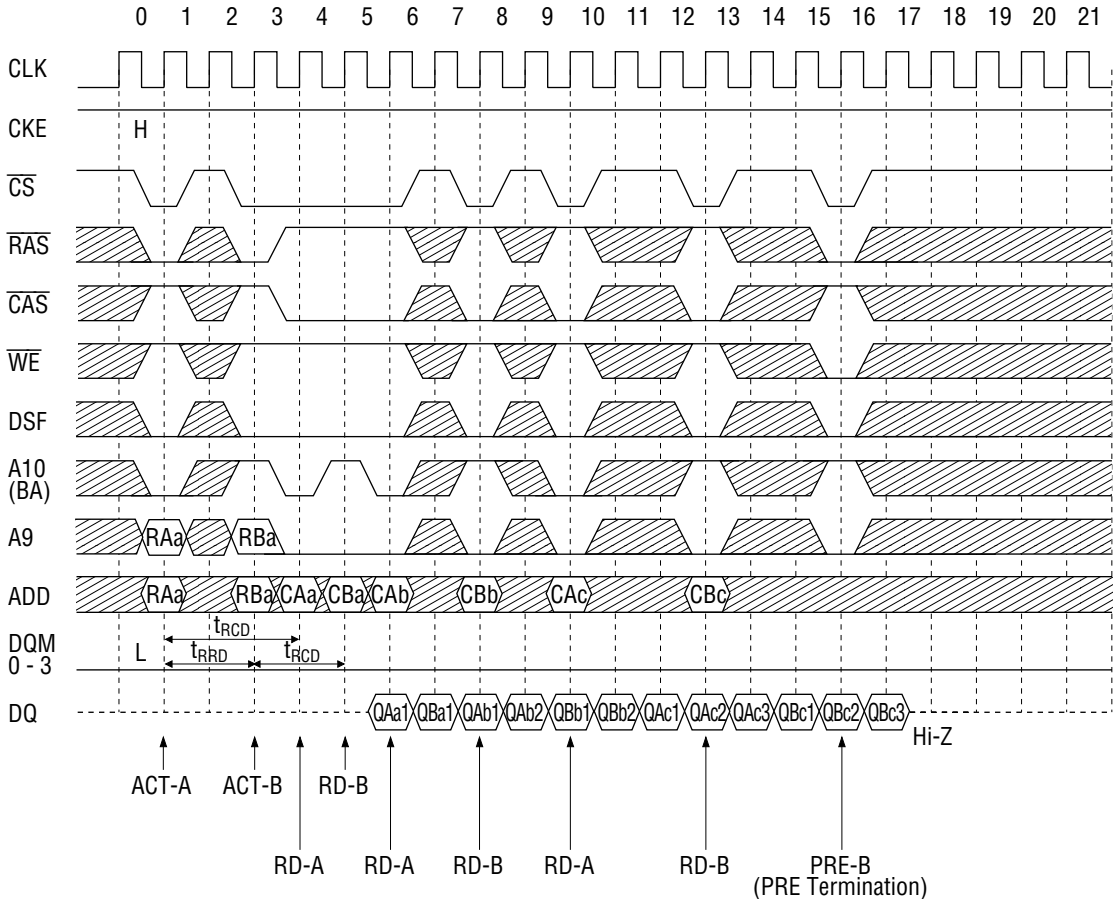 0 1 2 3 4 5 6 7 8 9 10 11 12 13 14 15 16 17 18 19 20 21
CLK
CKE H
CS
RAS
CAS
WE
DSF
A10
(BA)
A9 RAa RBa
ADD RAa RBa CAa CBa CAb CBb CAc CBc
tRCD
DQM
0 - 3 L tRRD tRCD
DQ QAa1 QBa1 QAb1 QAb2 QBb1 QBb2 QAc1 QAc2 QAc3 QBc1 QBc2 QBc3
Hi-Z
ACT-A ACT-B RD-B
RD-A RD-A RD-B RD-A RD-B PRE-B
(PRE Termination)